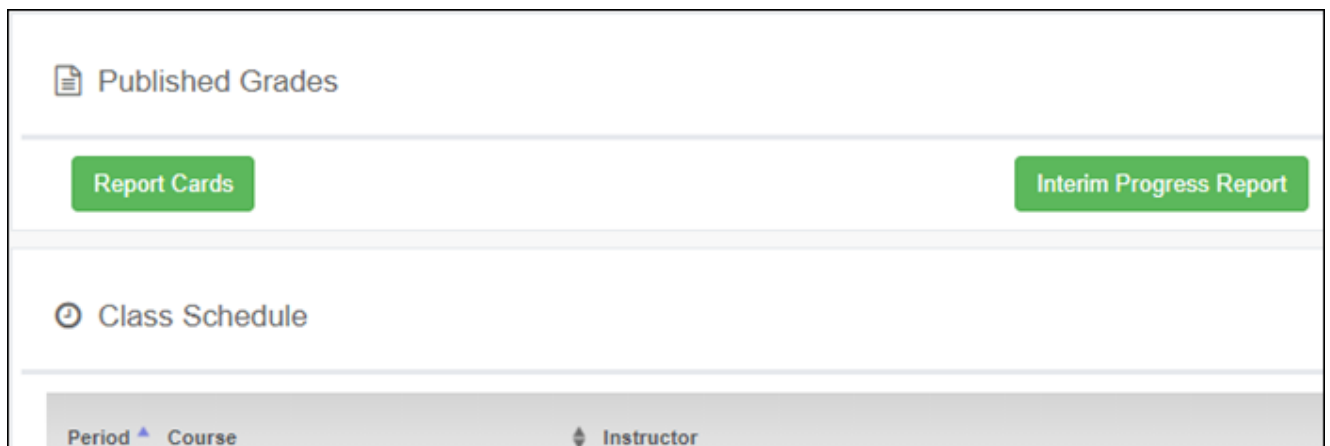 Published Grades
Report Cards Interim Progress Report
Class Schedule
Period Course Instructor